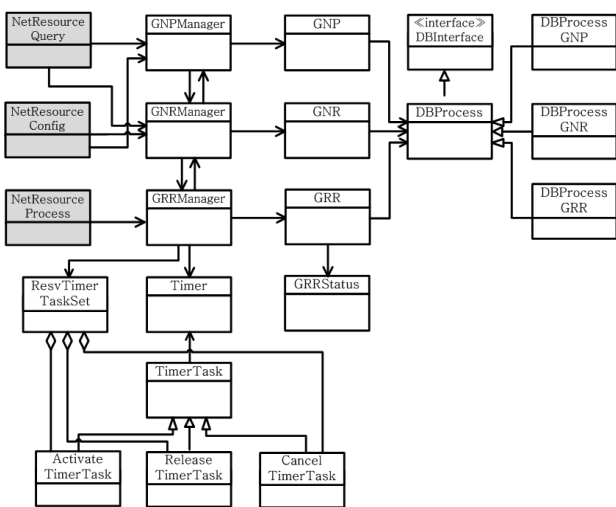 NetResource
Query
GNPManager
GNP
≪interface≫
DBInterface
DBProcess
GNP
NetResource
Config
GNRManager
GNR
DBProcess
DBProcess
GNR
NetResource
Process
GRRManager
GRR
DBProcess
GRR
ResvTimer
TaskSet
Timer
GRRStatus
TimerTask
Activate
TimerTask
Release
TimerTask
Cancel
TimerTask